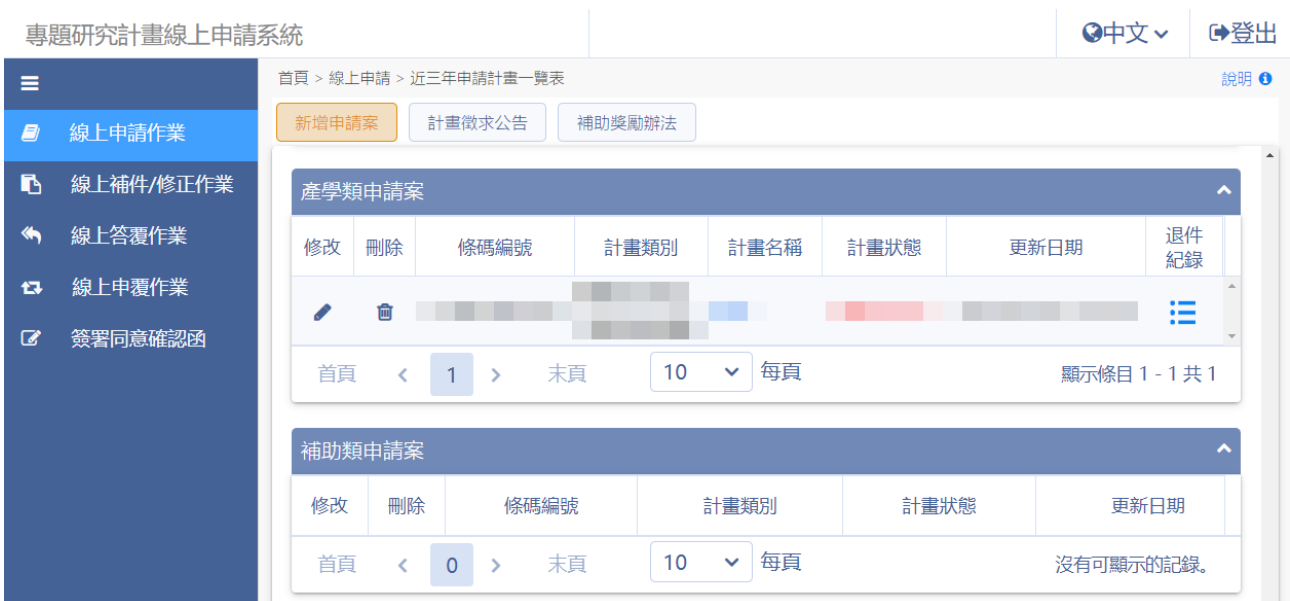 專題研究計畫線上申請系統
中文
登出
線上申請作業
線上補件/修正作業
線上答覆作業
線上申覆作業
簽署同意確認函
首頁 > 線上申請 > 近三年申請計畫一覽表
說明
新增申請案 計畫徵求公告 補助獎勵辦法
產學類申請案
修改 刪除 條碼編號 計畫類別 計畫名稱 計畫狀態 更新日期 退件紀錄
首頁 < 1 > 末頁 10 每頁 顯示條目 1 - 1 共 1
補助類申請案
修改 刪除 條碼編號 計畫類別 計畫狀態 更新日期
首頁 < 0 > 末頁 10 每頁 沒有可顯示的記錄。